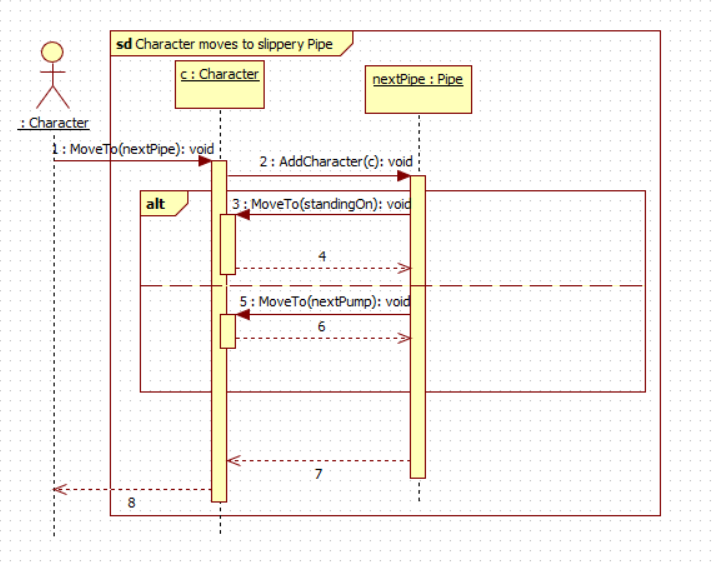 sd Character moves to slippery Pipe
c : Character
nextPipe : Pipe
: Character
1 : MoveTo(nextPipe): void
2 : AddCharacter(c): void
alt
3 : MoveTo(standingOn): void
4
5 : MoveTo(nextPump): void
6
7
8